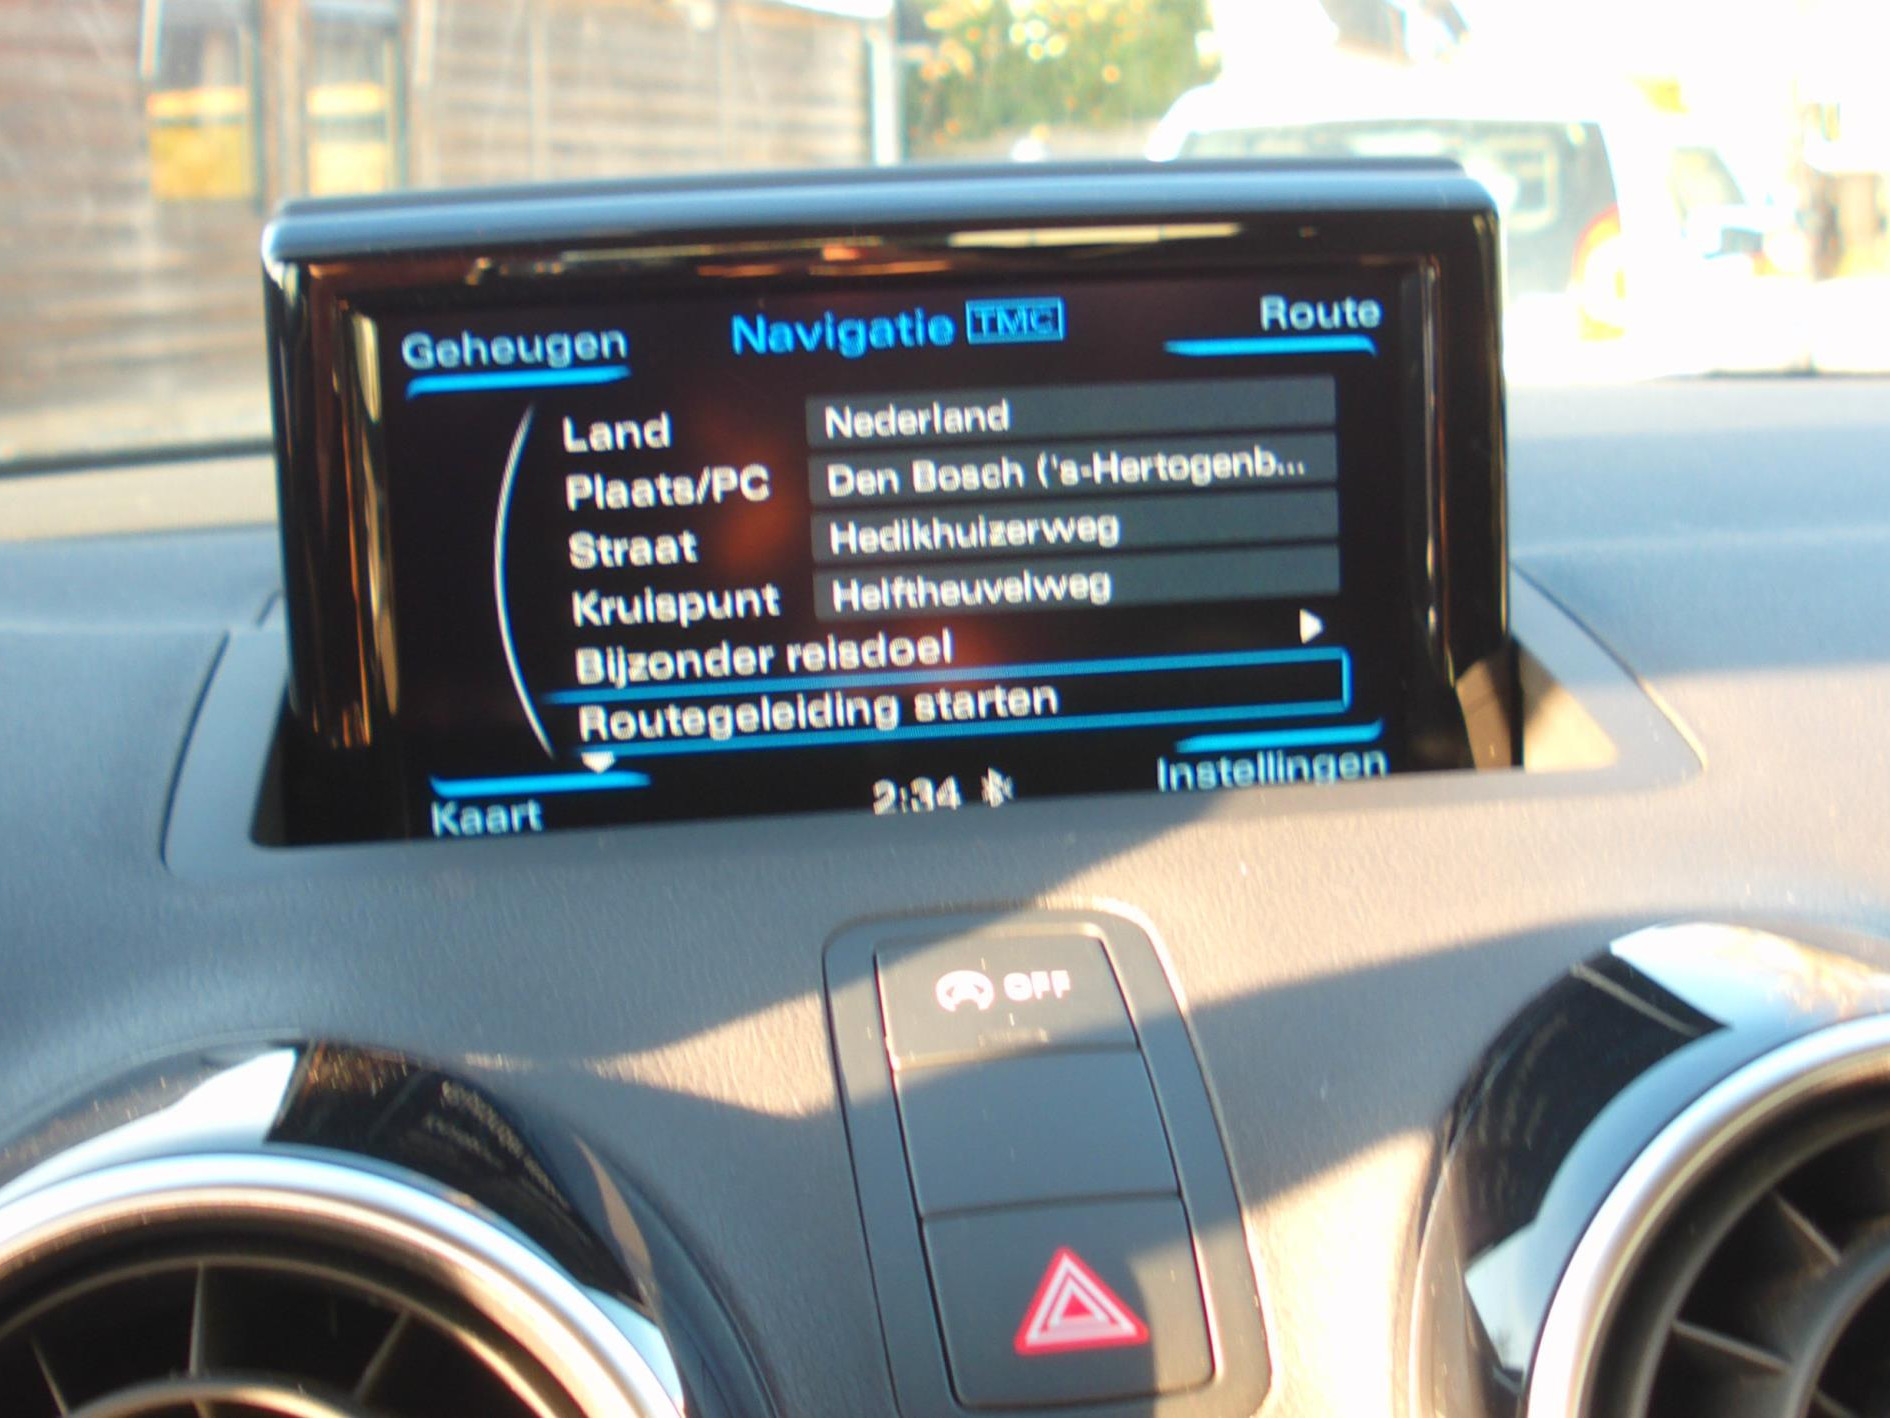 Geheugen Navigatie TMC Route
Land Nederland
Plaats/PC Den Bosch ('s-Hertogenb...
Straat Hedikhuizerweg
Kruispunt Helftheuvelweg
Bijzonder reisdoel
Routegeleiding starten
Kaart 2:34 Instellingen
OFF